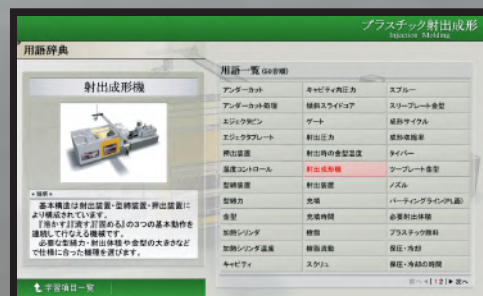 プラスチック射出成形
Injection Molding
用語辞典
射出成形機
●説明●
基本構造は射出装置・型締装置・押出装置に
より構成されています。
『溶かす』『流す』『固める』の3つの基本動作を
連続して行なえる機械です。
必要な型締力・射出体積や金型の大きさなど
で仕様に合った機種を選びます。
学習項目一覧
用語一覧(50音順)
アンダーカット
アンダーカット処理
エジェクタピン
エジェクタプレート
押出装置
温度コントロール
型締装置
型締力
金型
加熱シリンダ
加熱シリンダ温度
キャビティ
キャビティ内圧力
傾斜スライドコア
ゲート
射出圧力
射出時の金型温度
射出成形機
射出装置
充填
充填時間
樹脂
樹脂流動
スクリュ
スプルー
スリープレート金型
成形サイクル
成形収縮率
タイバー
ツープレート金型
ノズル
パーティングライン(PL面)
必要射出体積
プラスチック材料
保圧・冷却
保圧・冷却の時間
前へ◀|1 2|▶次へ